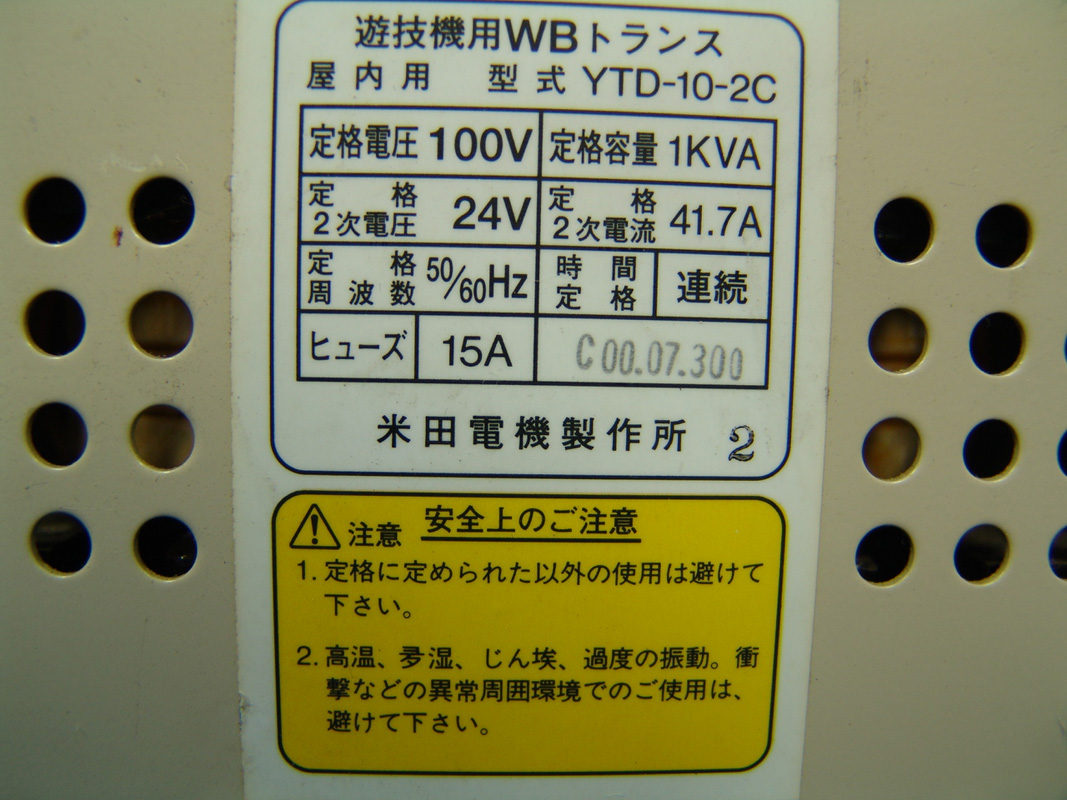 遊技機用WBトランス
屋内用 型式 YTD-10-2C
定格電圧 100V 定格容量 1KVA
定格2次電圧 24V 定格2次電流 41.7A
定格周波数 50/60Hz 時間定格 連続
ヒューズ 15A C00.07.300
米田電機製作所 2
注意 安全上のご注意
1. 定格に定められた以外の使用は避けて
下さい。
2. 高温、多湿、じん埃、過度の振動。衝
撃などの異常周囲環境でのご使用は、
避けて下さい。